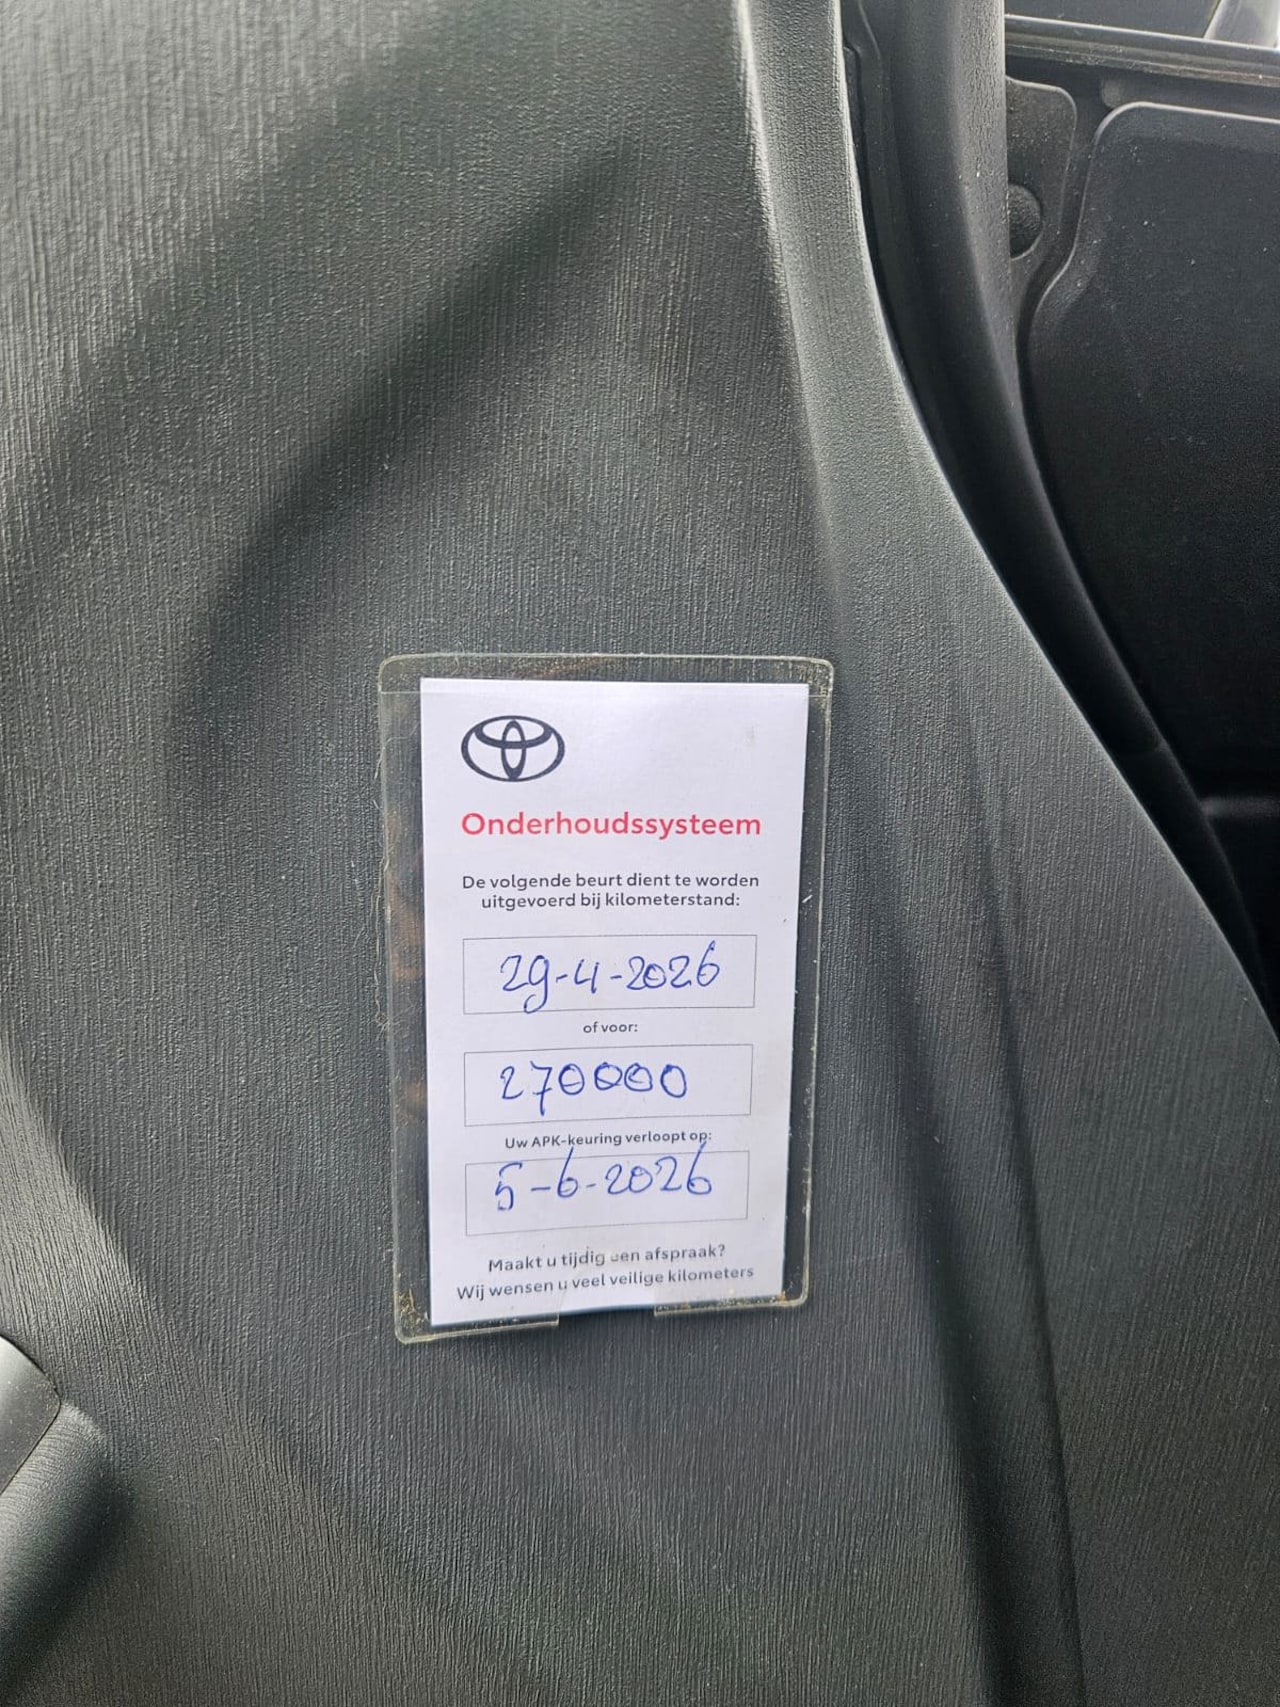 Onderhoudssysteem
De volgende beurt dient te worden
uitgevoerd bij kilometerstand:
29-4-2026
of voor:
270000
Uw APK-keuring verloopt op:
5-6-2026
Maakt u tijdig een afspraak?
Wij wensen u veel veilige kilometers